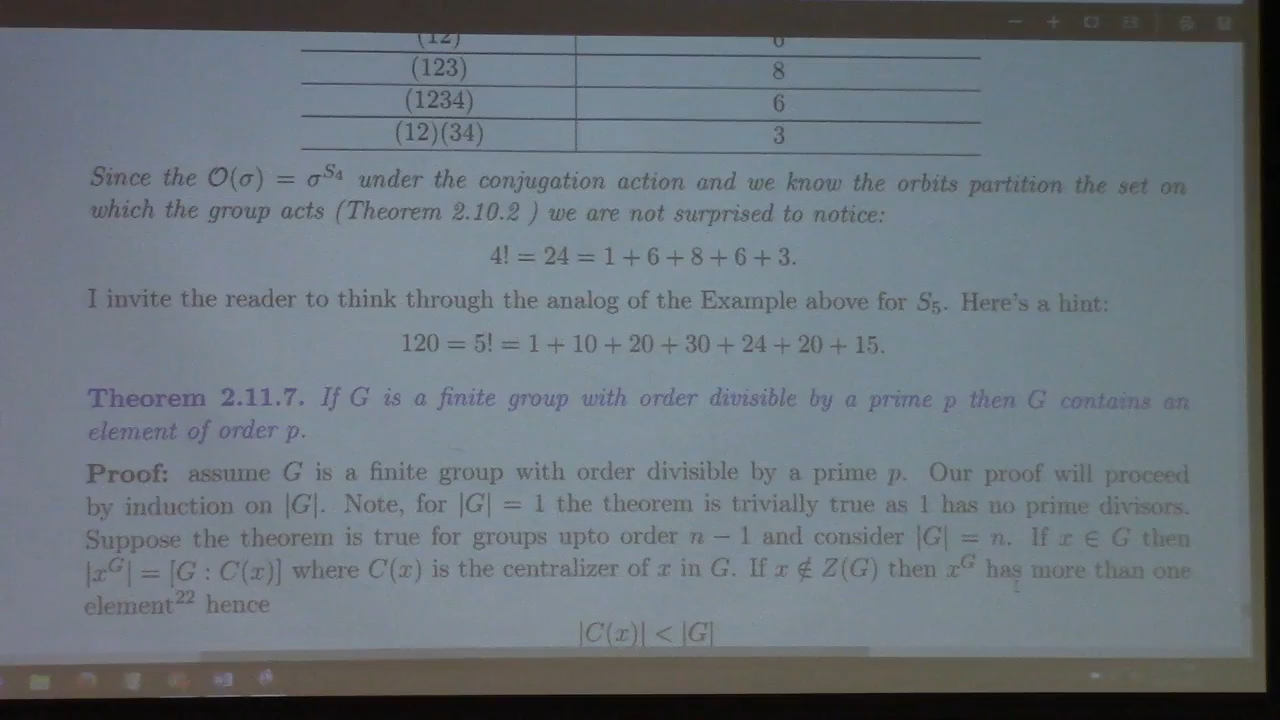 (12) 6
(123) 8
(1234) 6
(12)(34) 3
Since the O(σ) = σ^{S_4} under the conjugation action and we know the orbits partition the set on
which the group acts (Theorem 2.10.2 ) we are not surprised to notice:
4! = 24 = 1 + 6 + 8 + 6 + 3.
I invite the reader to think through the analog of the Example above for S_5. Here's a hint:
120 = 5! = 1 + 10 + 20 + 30 + 24 + 20 + 15.
Theorem 2.11.7. If G is a finite group with order divisible by a prime p then G contains an
element of order p.
Proof: assume G is a finite group with order divisible by a prime p. Our proof will proceed
by induction on |G|. Note, for |G| = 1 the theorem is trivially true as 1 has no prime divisors.
Suppose the theorem is true for groups upto order n − 1 and consider |G| = n. If x ∈ G then
|x^G| = [G : C(x)] where C(x) is the centralizer of x in G. If x ∉ Z(G) then x^G has more than one
element^{22} hence
|C(x)| < |G|